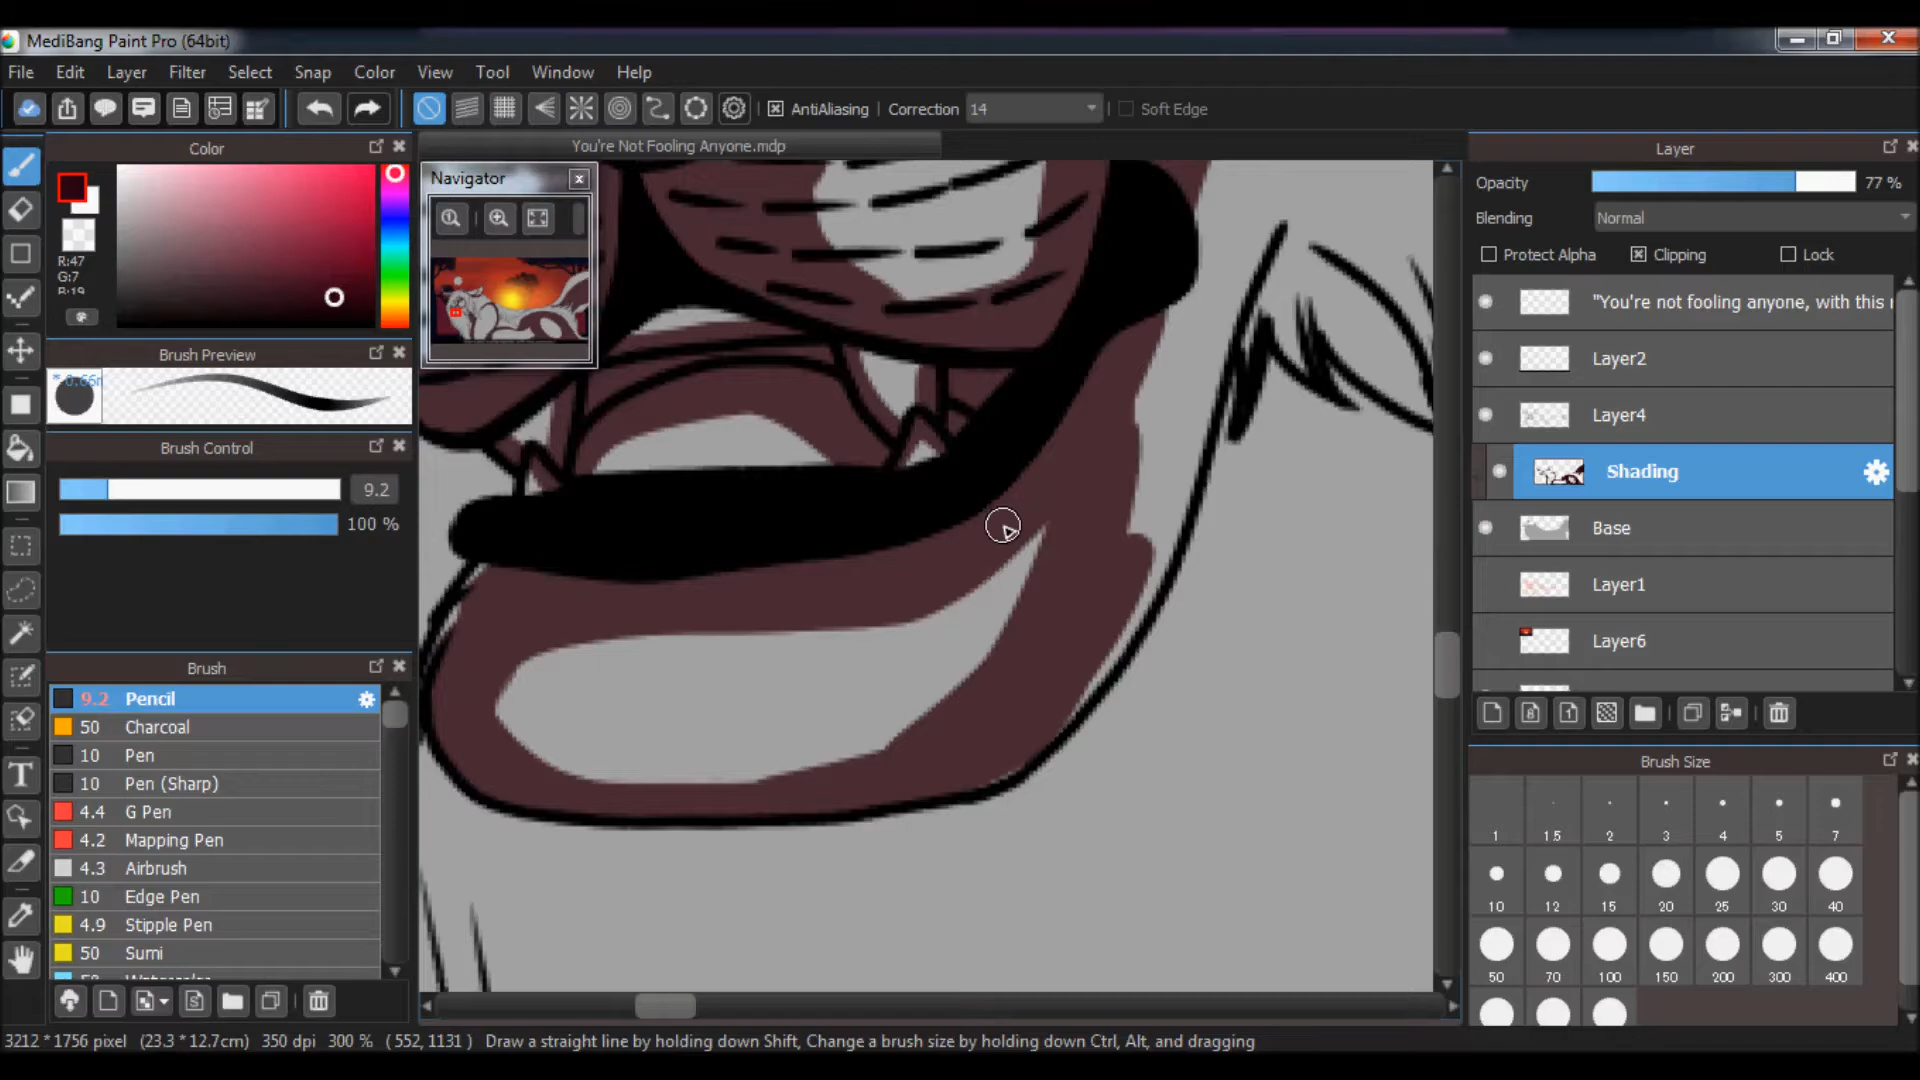 MediBang Paint Pro (64bit)
File Edit Layer Filter Select Snap Color View Tool Window Help
AntiAliasing Correction 14 Soft Edge
Color
R:47
G:7
B:19
Brush Preview
Brush Control
9.2
100 %
Brush
9.2 Pencil
50 Charcoal
10 Pen
10 Pen (Sharp)
4.4 G Pen
4.2 Mapping Pen
4.3 Airbrush
10 Edge Pen
4.9 Stipple Pen
50 Sumi
You're Not Fooling Anyone.mdp
Navigator
Layer
Opacity 77 %
Blending Normal
Protect Alpha Clipping Lock
"You're not fooling anyone, with this
Layer2
Layer4
Shading
Base
Layer1
Layer6
Brush Size
1 1.5 2 3 4 5 7
10 12 15 20 25 30 40
50 70 100 150 200 300 400
3212 * 1756 pixel (23.3 * 12.7cm) 350 dpi 300 % ( 552, 1131 ) Draw a straight line by holding down Shift, Change a brush size by holding down Ctrl, Alt, and dragging